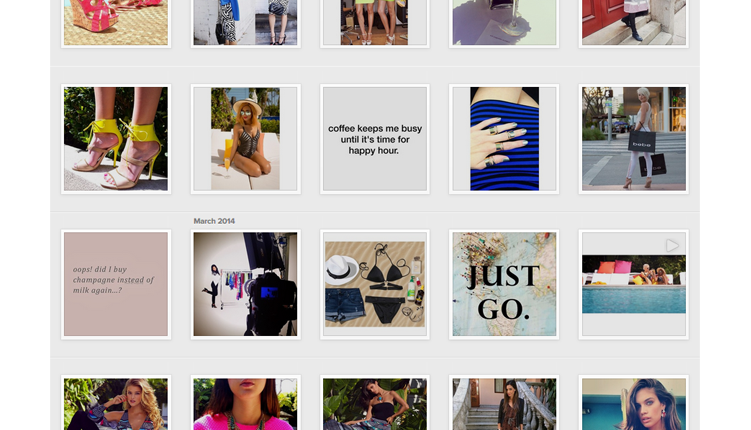 coffee keeps me busy
until it's time for
happy hour.
bebe
March 2014
oops! did I buy
champagne instead of
milk again...?
JUST
GO.